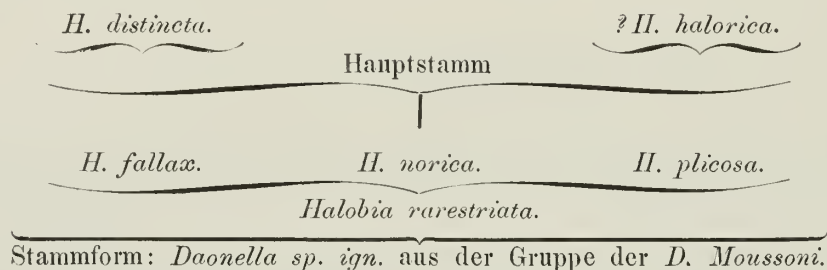 H. distincta. ? H. halorica.
Hauptstamm
H. fallax. H. norica. H. plicosa.
Halobia rarestriata.
Stammform: Daonella sp. ign. aus der Gruppe der D. Moussoni.